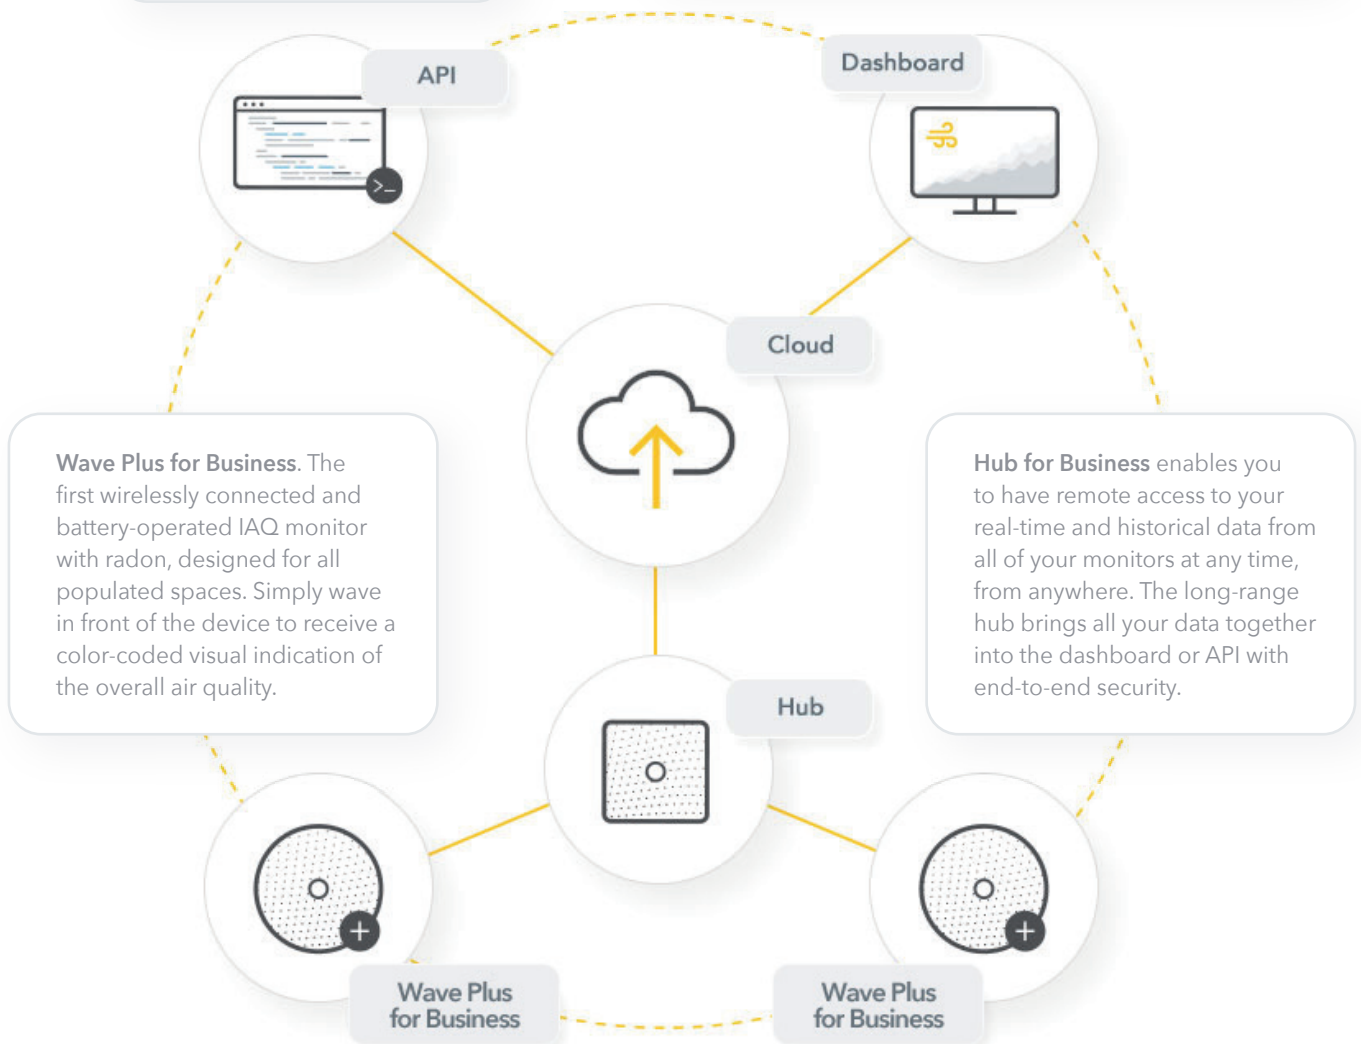 API
Dashboard
>_
Cloud
Wave Plus for Business. The
first wirelessly connected and
battery-operated IAQ monitor
with radon, designed for all
populated spaces. Simply wave
in front of the device to receive a
color-coded visual indication of
the overall air quality.
Hub for Business enables you
to have remote access to your
real-time and historical data from
all of your monitors at any time,
from anywhere. The long-range
hub brings all your data together
into the dashboard or API with
end-to-end security.
Hub
Wave Plus
for Business
Wave Plus
for Business